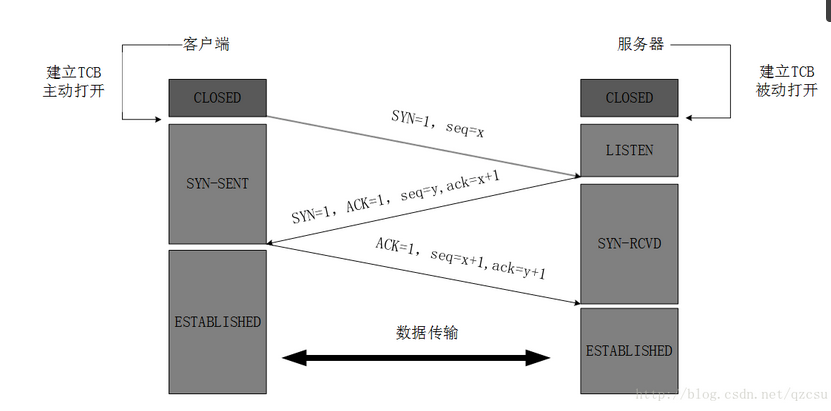 客户端
服务器
建立TCB
主动打开
建立TCB
被动打开
CLOSED
CLOSED
SYN=1, seq=x
LISTEN
SYN-SENT
SYN=1, ACK=1, seq=y,ack=x+1
SYN-RCVD
ACK=1, seq=x+1,ack=y+1
ESTABLISHED
数据传输
ESTABLISHED
http://blog.csdn.net/qzcsu